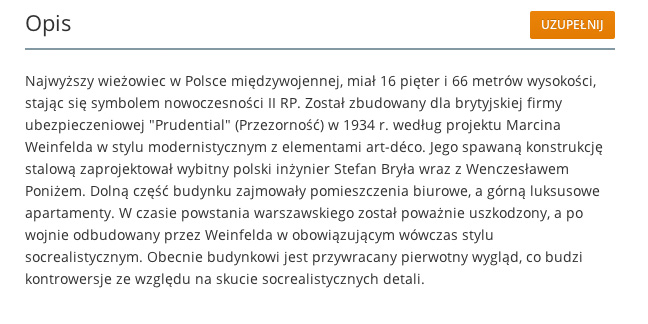 Opis
UZUPEŁNIJ
Najwyższy wieżowiec w Polsce międzywojennej, miał 16 pięter i 66 metrów wysokości,
stając się symbolem nowoczesności II RP. Został zbudowany dla brytyjskiej firmy
ubezpieczeniowej "Prudential" (Przezorność) w 1934 r. według projektu Marcina
Weinfelda w stylu modernistycznym z elementami art-déco. Jego spawaną konstrukcję
stalową zaprojektował wybitny polski inżynier Stefan Bryła wraz z Wenczesławem
Poniżem. Dolną część budynku zajmowały pomieszczenia biurowe, a górną luksusowe
apartamenty. W czasie powstania warszawskiego został poważnie uszkodzony, a po
wojnie odbudowany przez Weinfelda w obowiązującym wówczas stylu
socrealistycznym. Obecnie budynkowi jest przywracany pierwotny wygląd, co budzi
kontrowersje ze względu na skucie socrealistycznych detali.